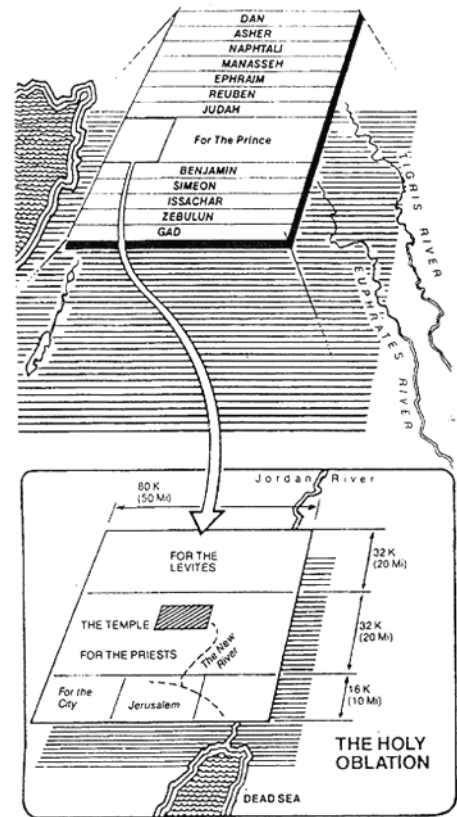 DAN
ASHER
NAPHTALI
MANASSEH
EPHRAIM
REUBEN
JUDAH
For The Prince
BENJAMIN
SIMEON
ISSACHAR
ZEBULUN
GAD
TIGRIS RIVER
EUPHRATES RIVER
Jordan River
80 K
(50 Mi)
FOR THE
LEVITES
32 K
(20 Mi)
THE TEMPLE
FOR THE PRIESTS
The New
River
32 K
(20 Mi)
For the
City
Jerusalem
16 K
(10 Mi)
THE HOLY
OBLATION
DEAD SEA